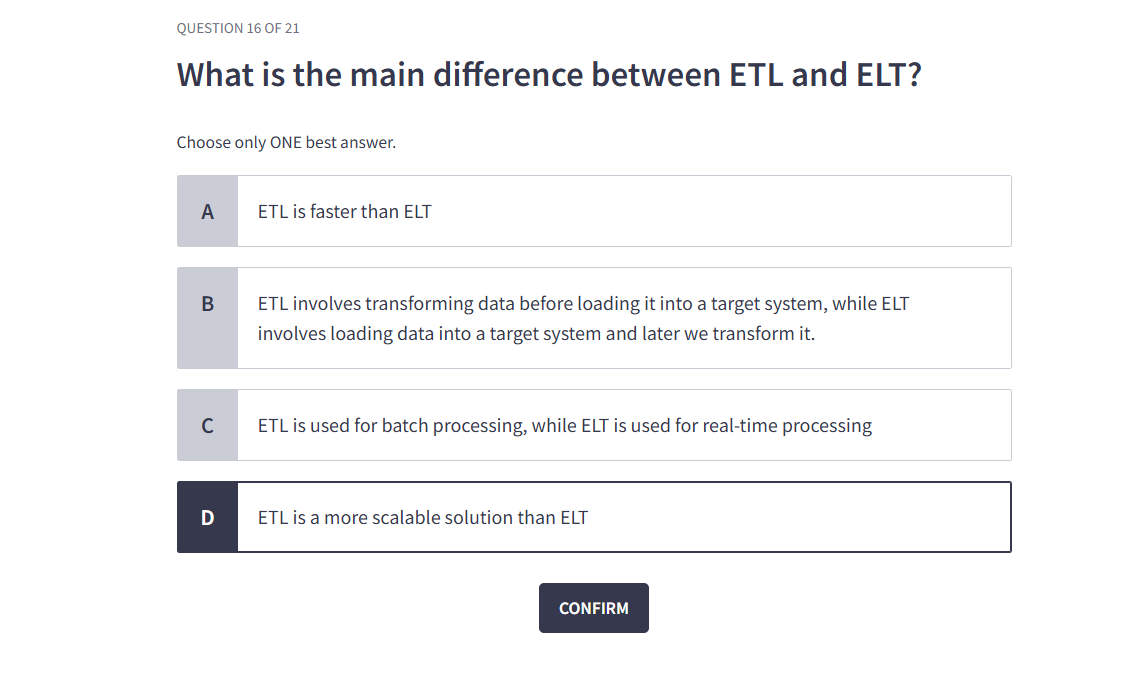 QUESTION 16 OF 21
What is the main difference between ETL and ELT?
Choose only ONE best answer.
A
ETL is faster than ELT
B
ETL involves transforming data before loading it into a target system, while ELT
involves loading data into a target system and later we transform it.
C
ETL is used for batch processing, while ELT is used for real-time processing
D
ETL is a more scalable solution than ELT
CONFIRM